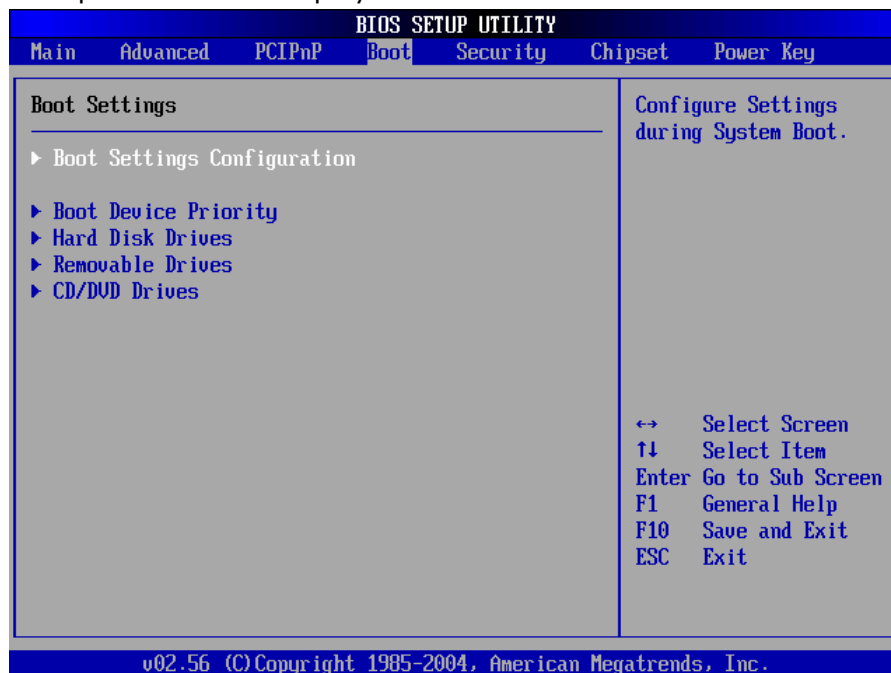 BIOS SETUP UTILITY
Main Advanced PCIPnP Boot Security Chipset Power Key
Boot Settings
Boot Settings Configuration
Boot Device Priority
Hard Disk Drives
Removable Drives
CD/DVD Drives
Configure Settings
during System Boot.
↔ Select Screen
↑↓ Select Item
Enter Go to Sub Screen
F1 General Help
F10 Save and Exit
ESC Exit
v02.56 (C)Copyright 1985-2004, American Megatrends, Inc.